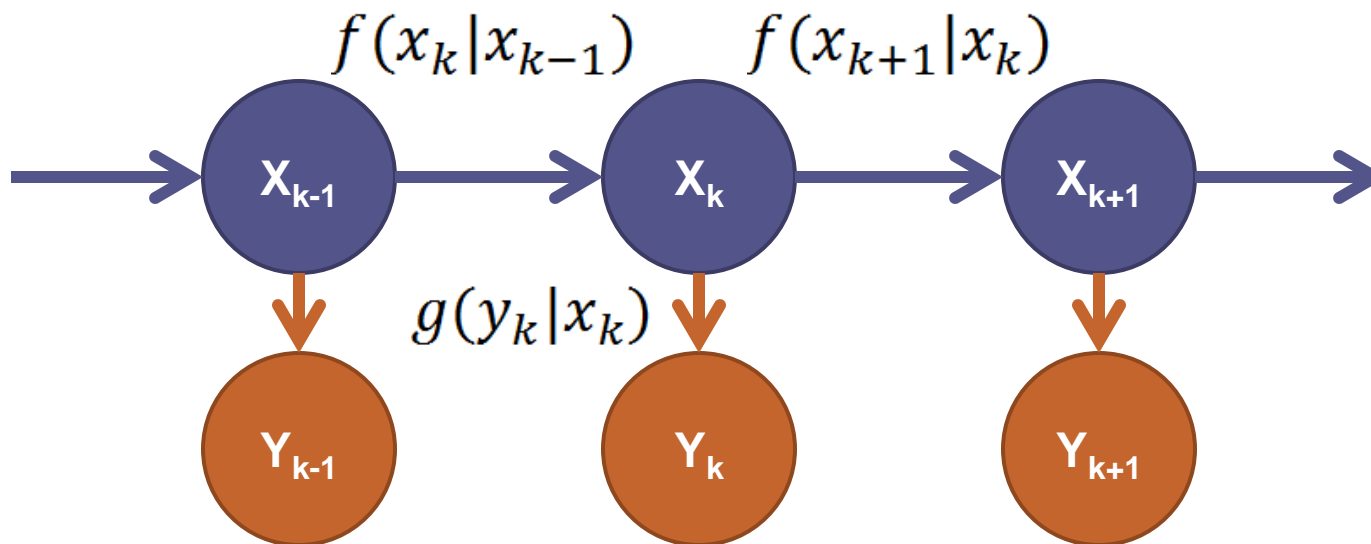 f(x_k|x_{k-1}) f(x_{k+1}|x_k)
X_{k-1} X_k X_{k+1}
g(y_k|x_k)
Y_{k-1} Y_k Y_{k+1}